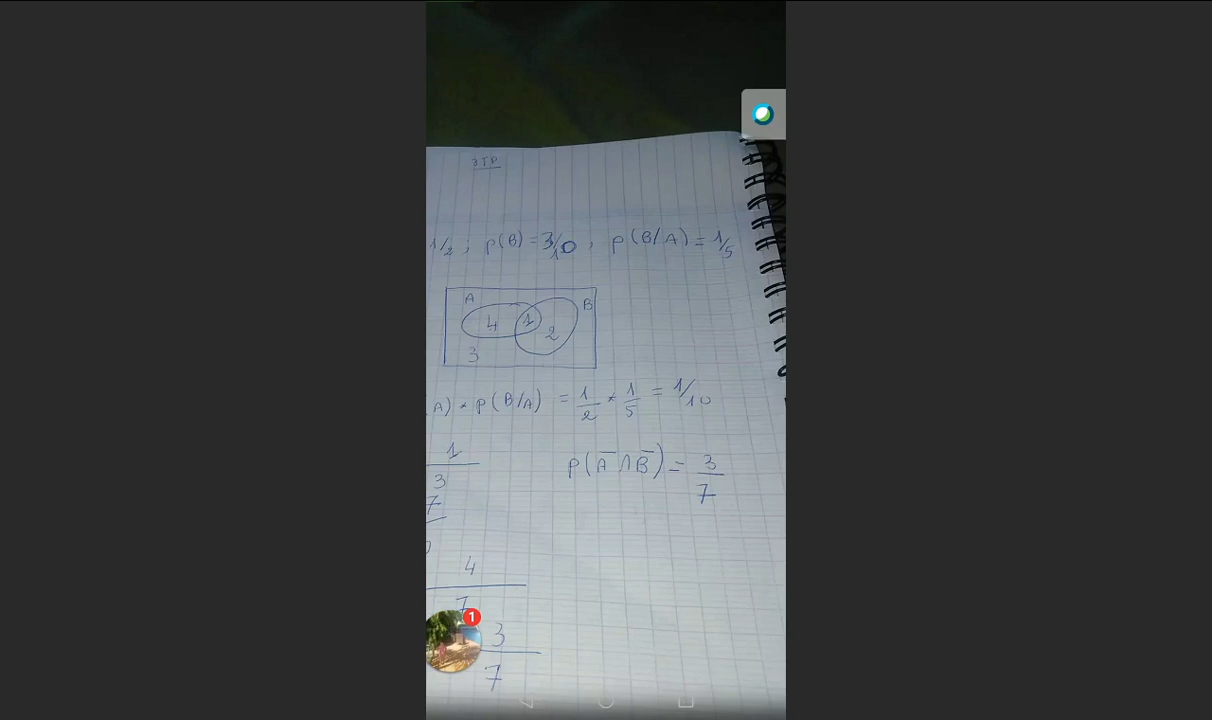 3TP
1/2 ; p(B) = 3/10 ; p(B/A) = 1/5
A B
4 1 2
3
A) * p(B/A) = 1/2 * 1/5 = 1/10
1
3
7
p(A̅ ∩ B̅) = 3/7
4
7
1
3
7